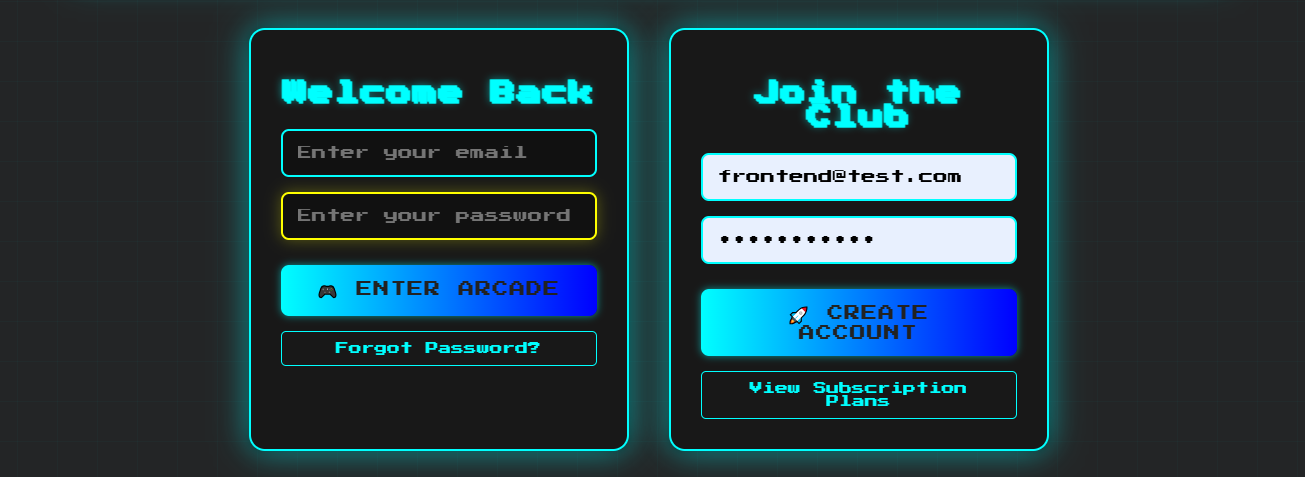 Welcome Back
Enter your email
Enter your password
🎮 ENTER ARCADE
Forgot Password?
Join the
Club
frontend@test.com
•••••••••••
🚀 CREATE
ACCOUNT
View Subscription
Plans